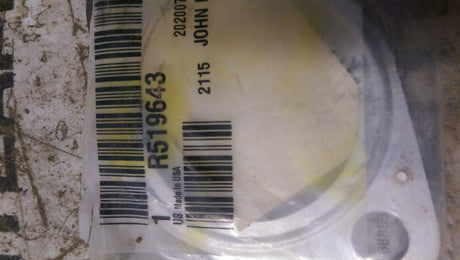 R519643
1
US Made in USA
2115 JOHN
202007